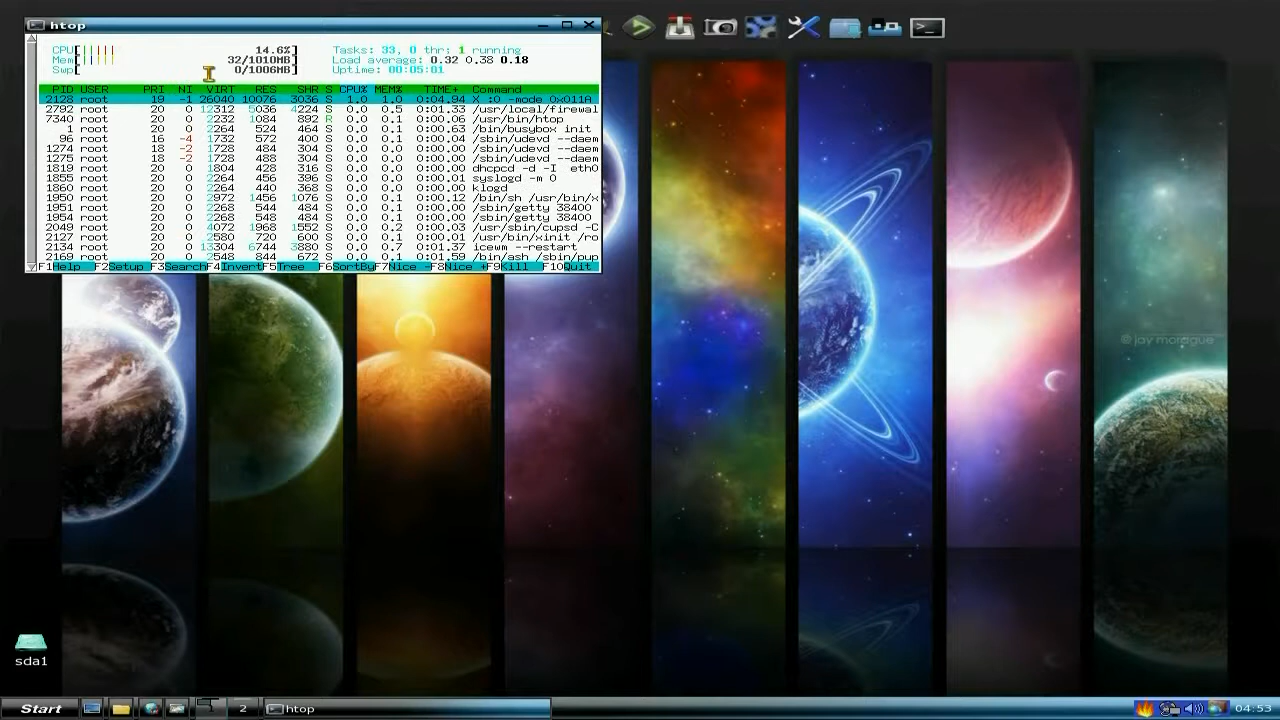 htop
CPU[||||| 14.6%] Tasks: 33, 0 thr; 1 running
Mem[||||| 32/1010MB] Load average: 0.32 0.38 0.18
Swp[ 0/1006MB] Uptime: 00:05:01
PID USER PRI NI VIRT RES SHR S CPU% MEM% TIME+ Command
2128 root 19 -1 26040 10076 3036 S 1.0 1.0 0:04.94 X :0 -mode 0x011A
2792 root 20 0 12312 5036 4224 S 0.0 0.5 0:01.33 /usr/local/firewal
7340 root 20 0 2232 1084 892 R 0.0 0.1 0:00.06 /usr/bin/htop
1 root 20 0 2264 524 464 S 0.0 0.1 0:00.63 /bin/busybox init
96 root 16 -4 1732 572 400 S 0.0 0.1 0:00.64 /sbin/udevd --daem
1274 root 18 -2 1728 484 304 S 0.0 0.0 0:00.00 /sbin/udevd --daem
1275 root 18 -2 1728 488 304 S 0.0 0.0 0:00.00 /sbin/udevd --daem
1819 root 20 0 1804 428 316 S 0.0 0.0 0:00.00 dhcpcd -d -I eth0
1855 root 20 0 2264 456 396 S 0.0 0.0 0:00.01 syslogd -m 0
1860 root 20 0 2264 440 368 S 0.0 0.0 0:00.00 klogd
1950 root 20 0 2972 1456 1076 S 0.0 0.1 0:00.12 /bin/sh /usr/bin/x
1951 root 20 0 2268 544 484 S 0.0 0.1 0:00.00 /sbin/getty 38400
1954 root 20 0 2268 548 484 S 0.0 0.1 0:00.00 /sbin/getty 38400
2049 root 20 0 4072 1968 1552 S 0.0 0.2 0:00.03 /usr/sbin/cupsd -C
2127 root 20 0 2580 720 600 S 0.0 0.1 0:00.01 /usr/bin/xinit /ro
2134 root 20 0 13304 6744 3880 S 0.0 0.7 0:01.37 icewm --restart
2169 root 20 0 2548 844 672 S 0.0 0.1 0:01.59 /bin/ash /sbin/pup
F1Help F2Setup F3SearchF4InvertF5Tree F6SortByF7Nice -F8Nice +F9Kill F10Quit
© jay moraque
sda1
Start 2 htop 04:53